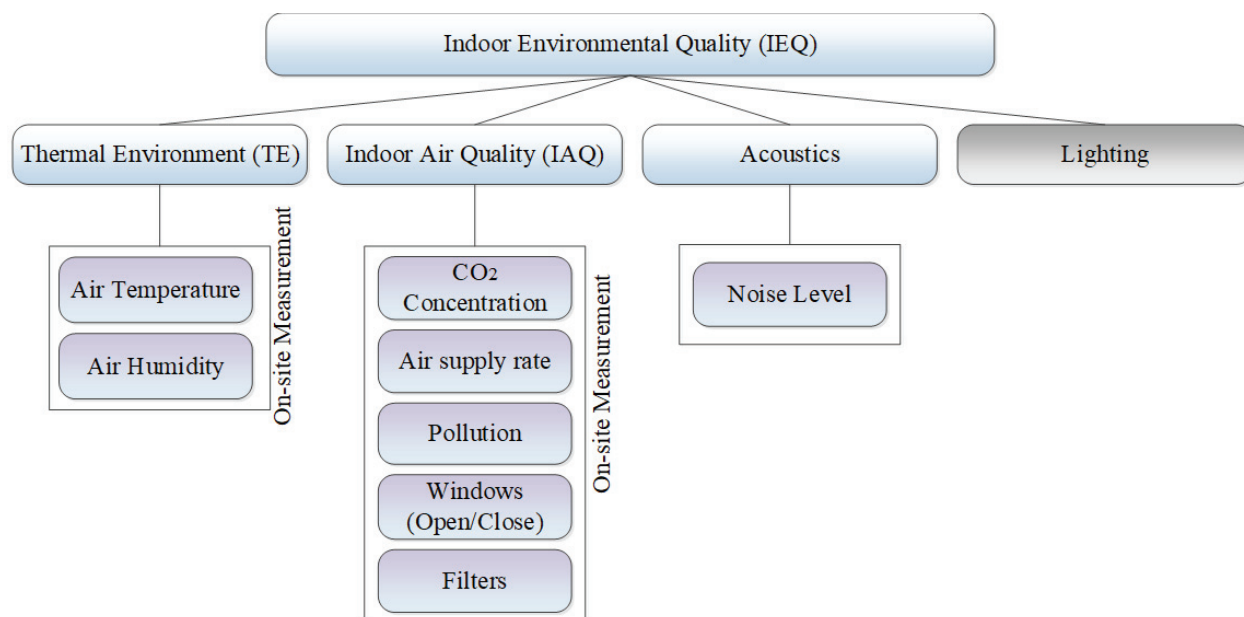 Indoor Environmental Quality (IEQ)
Thermal Environment (TE)
Indoor Air Quality (IAQ)
Acoustics
Lighting
Air Temperature
Air Humidity
On-site Measurement
CO₂
Concentration
Air supply rate
Pollution
Windows
(Open/Close)
Filters
On-site Measurement
Noise Level